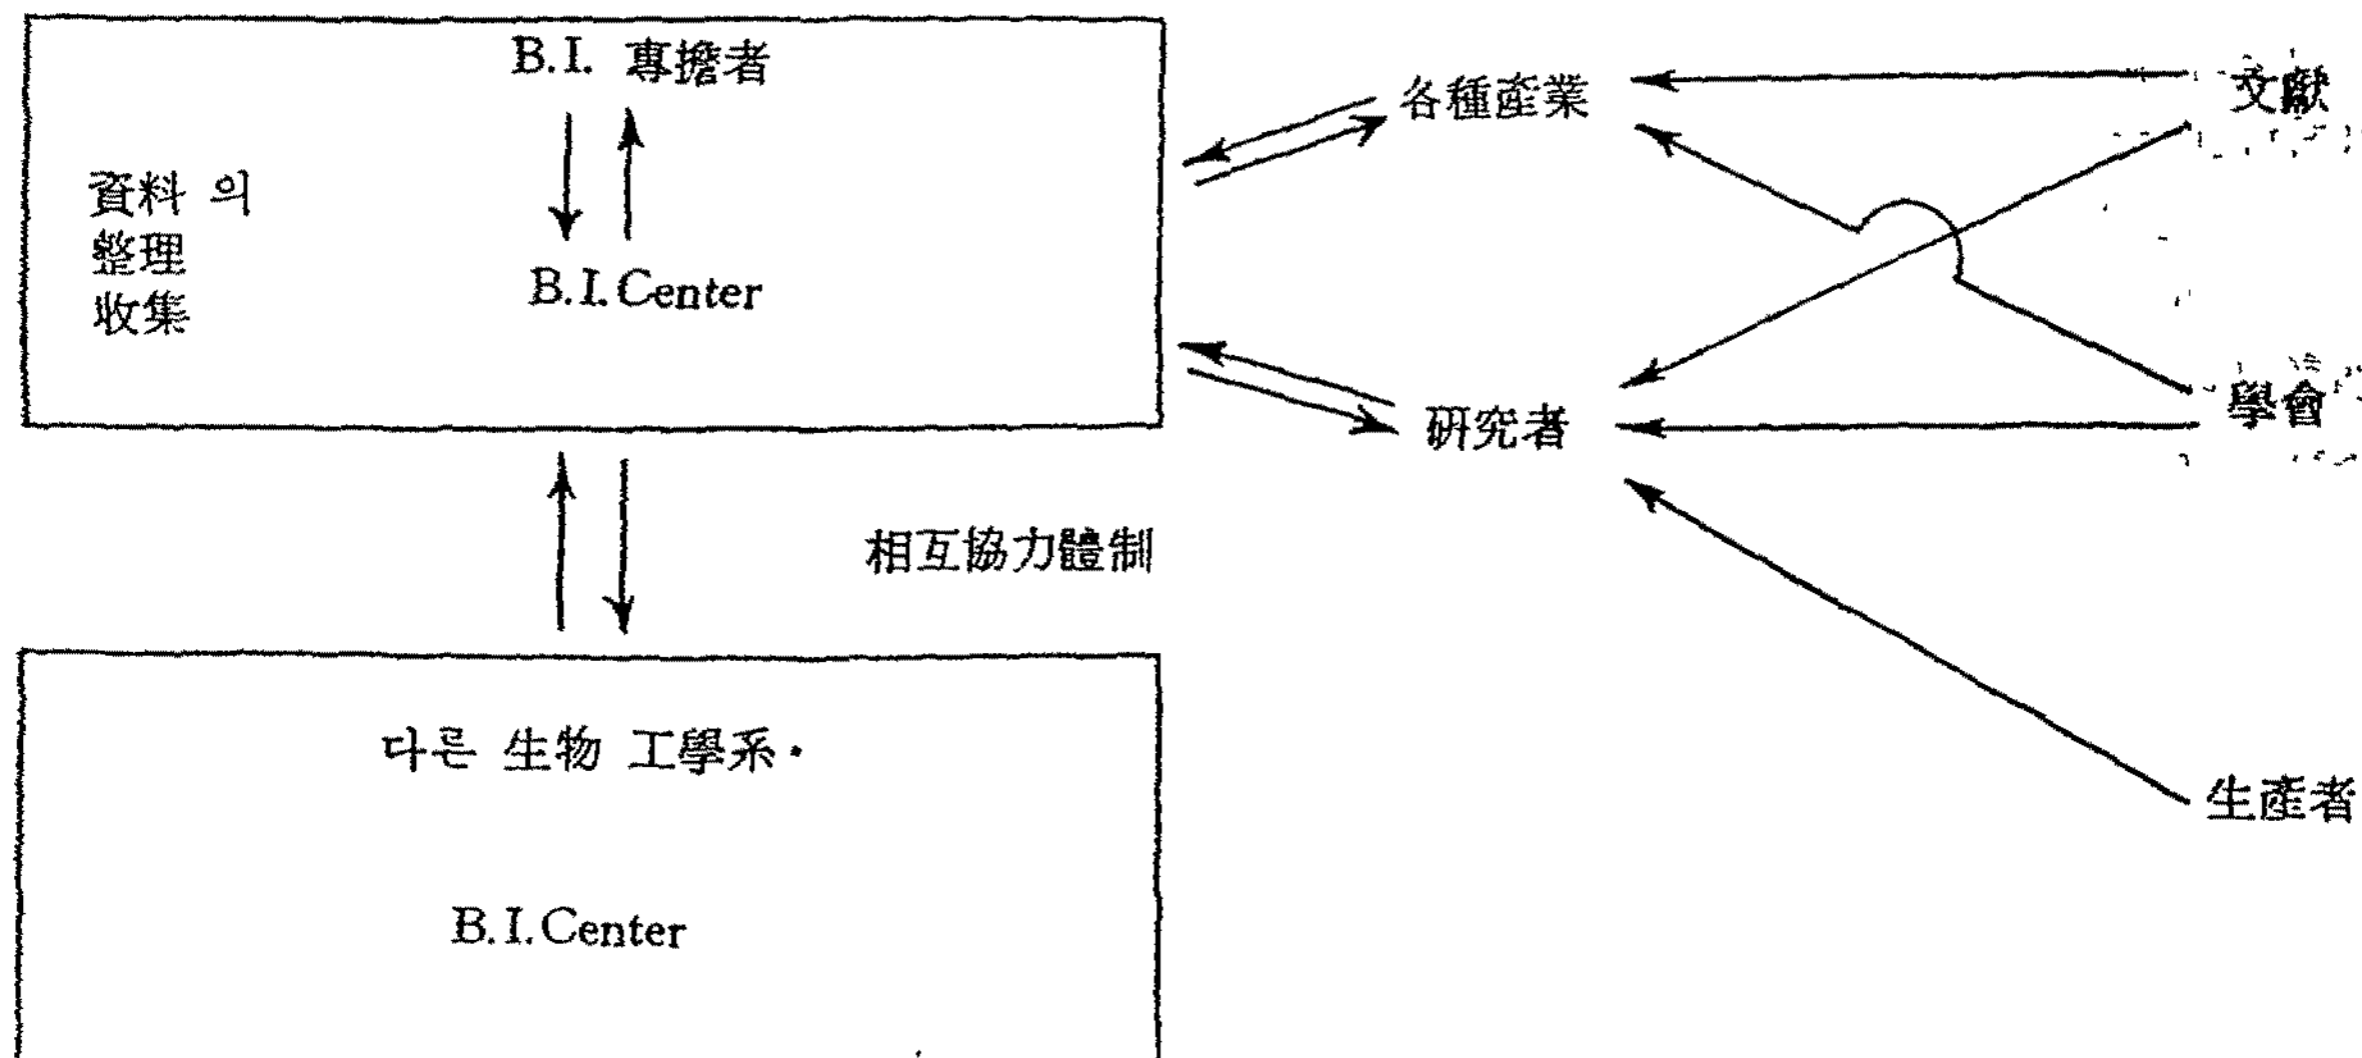 B.I. 專擔者
資料 의
整理
收集
B.I.Center
各種産業
文獻
研究者
學會
相互協力體制
다른 生物 工學系·
B.I.Center
生産者